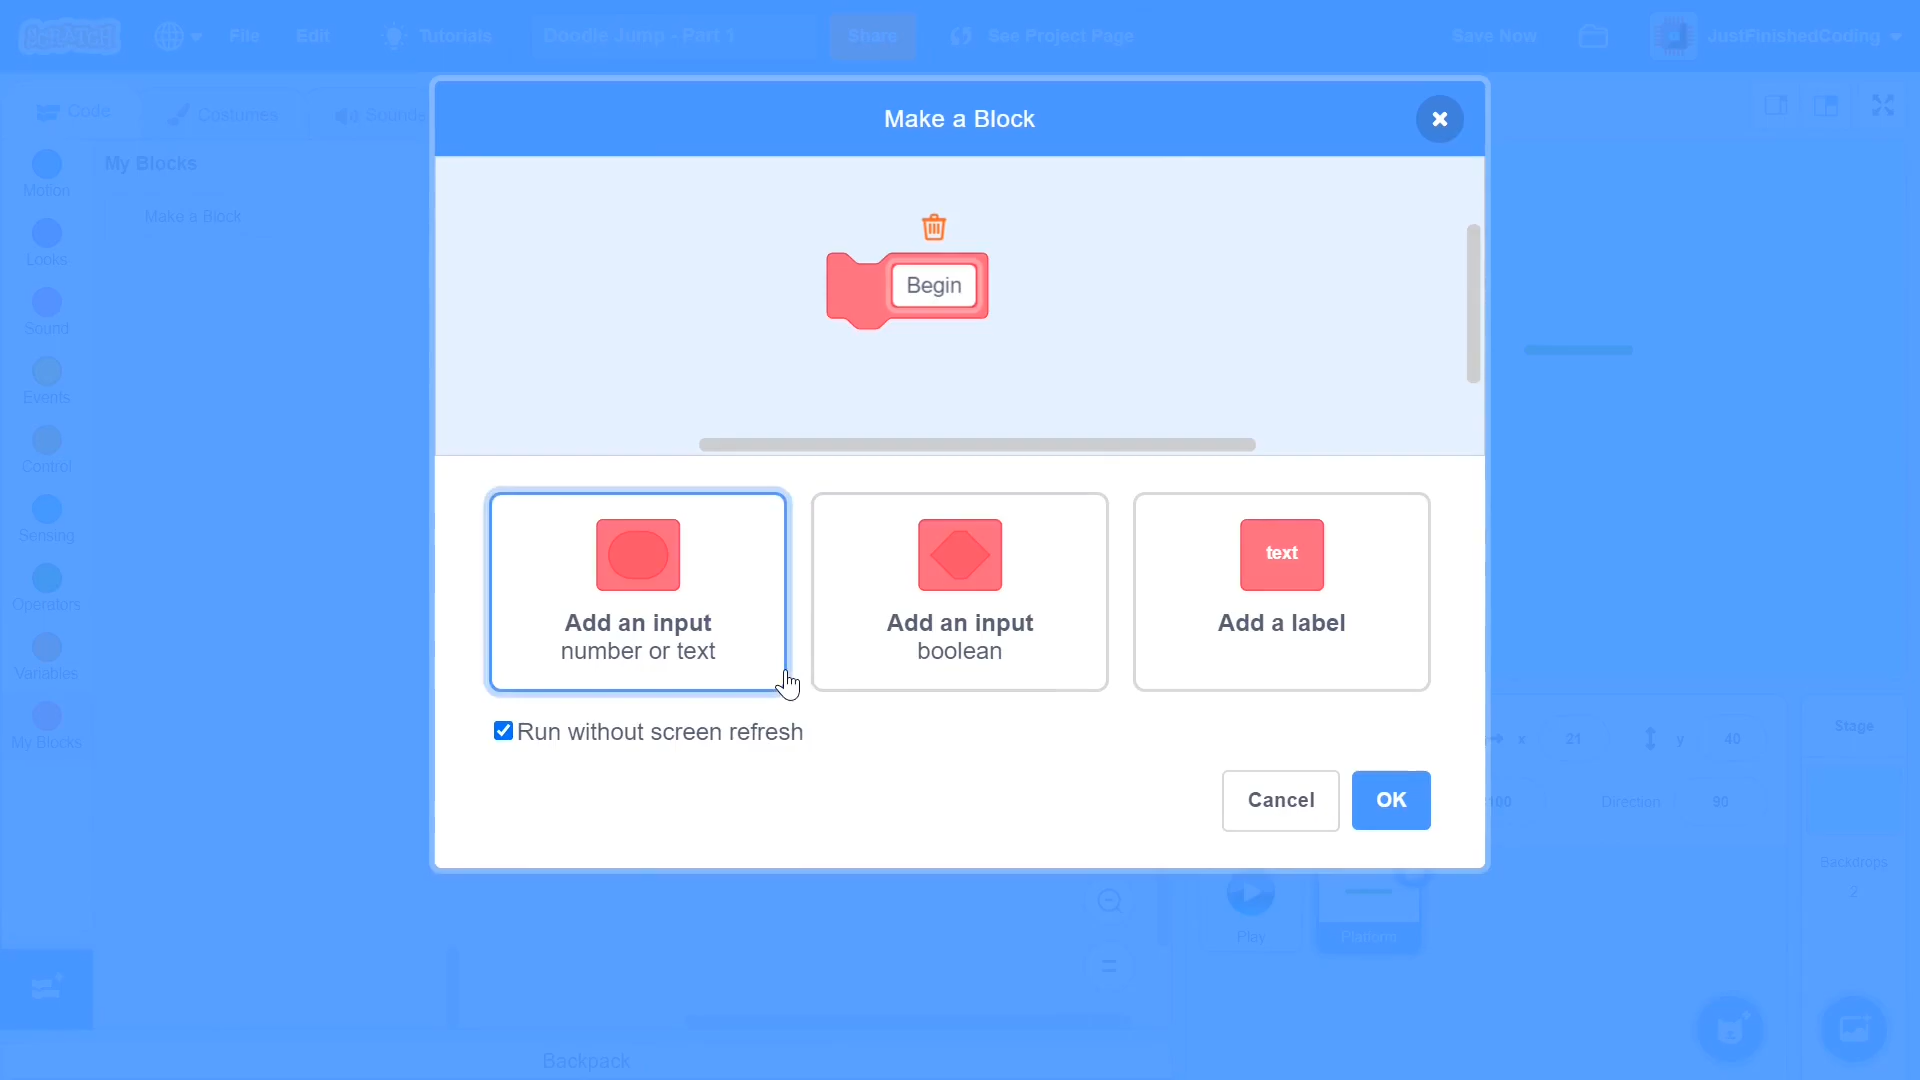 SCRATCH
File
Edit
Tutorials
Doodle Jump - Part 1
Share
See Project Page
Save Now
JustFinishedCoding
Code
Costumes
Sounds
Make a Block
Motion
Looks
Sound
Events
Control
Sensing
Operators
Variables
My Blocks
My Blocks
Make a Block
Begin
Add an input
number or text
Add an input
boolean
text
Add a label
Run without screen refresh
Cancel
OK
x
21
y
40
100
Direction
90
Stage
Backdrops
2
Play
Platform
Backpack